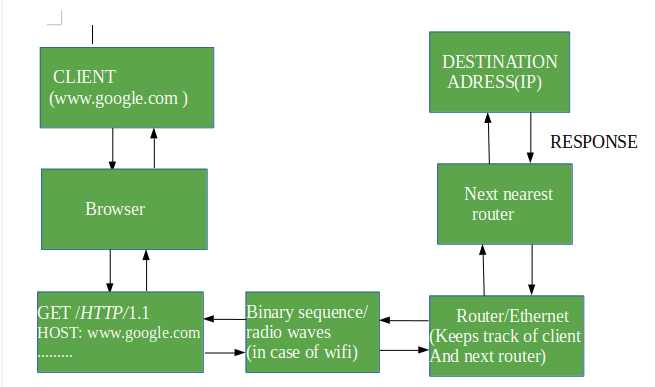 CLIENT
(www.google.com )
Browser
GET /HTTP/1.1
HOST: www.google.com
.........
Binary sequence/
radio waves
(in case of wifi)
Router/Ethernet
(Keeps track of client
And next router)
Next nearest
router
DESTINATION
ADRESS(IP)
RESPONSE